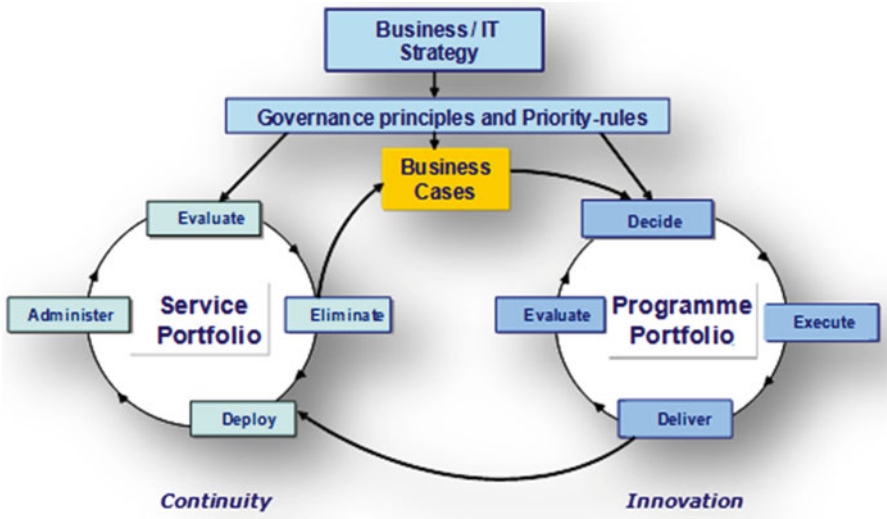 Business / IT
Strategy
Governance principles and Priority-rules
Business
Cases
Evaluate
Decide
Administer
Service
Portfolio
Eliminate
Evaluate
Programme
Portfolio
Execute
Deploy
Deliver
Continuity
Innovation